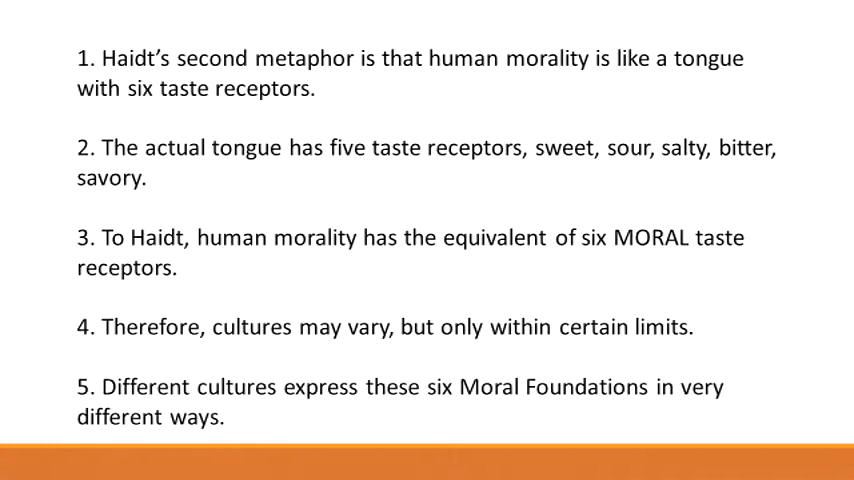 1. Haidt’s second metaphor is that human morality is like a tongue
with six taste receptors.
2. The actual tongue has five taste receptors, sweet, sour, salty, bitter,
savory.
3. To Haidt, human morality has the equivalent of six MORAL taste
receptors.
4. Therefore, cultures may vary, but only within certain limits.
5. Different cultures express these six Moral Foundations in very
different ways.